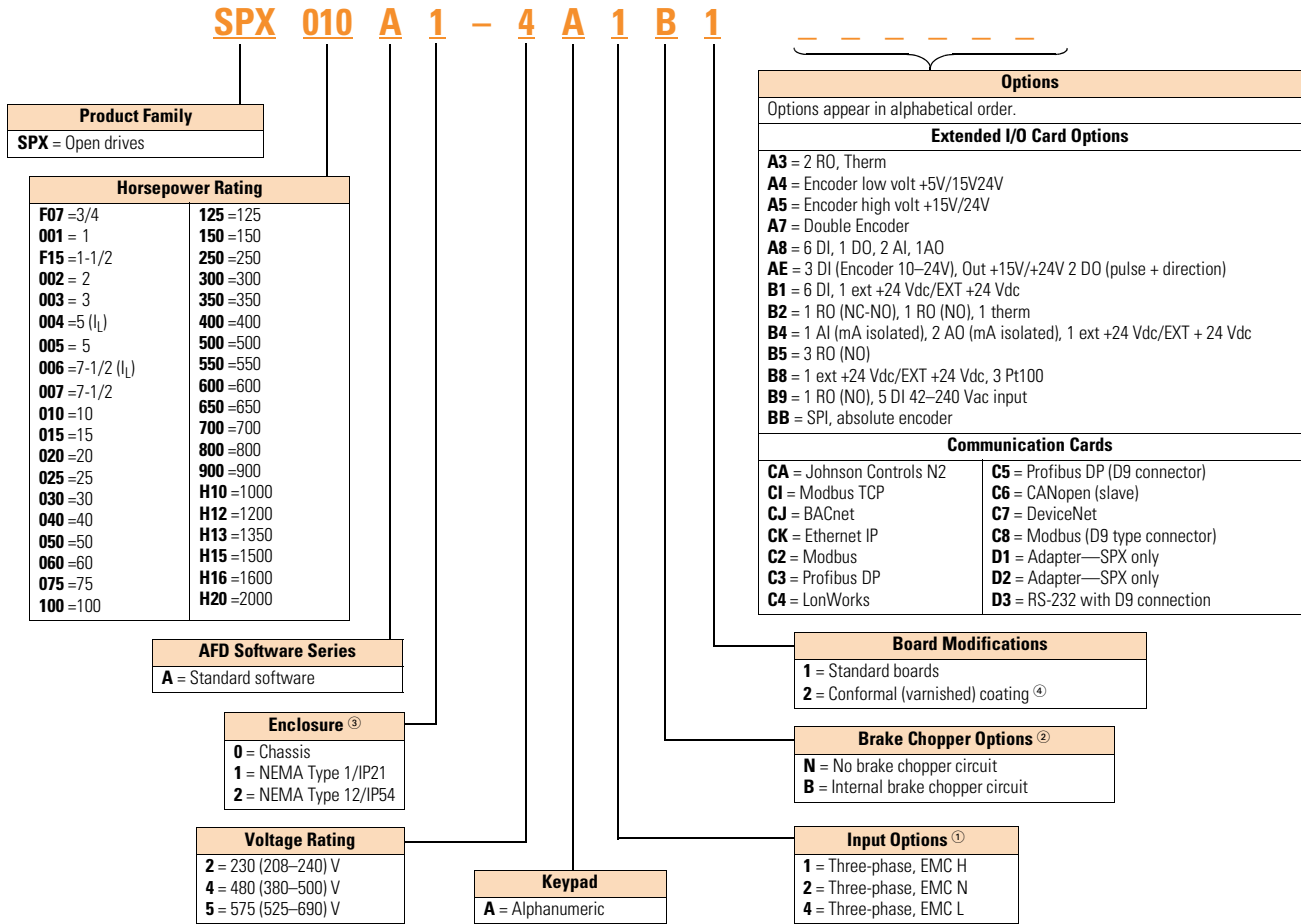 SPX 010 A 1 – 4 A 1 B 1 _ _ _ _ _ _
Product Family
SPX = Open drives
Horsepower Rating
F07 =3/4
001 = 1
F15 =1-1/2
002 = 2
003 = 3
004 =5 (IL)
005 = 5
006 =7-1/2 (IL)
007 =7-1/2
010 =10
015 =15
020 =20
025 =25
030 =30
040 =40
050 =50
060 =60
075 =75
100 =100
125 =125
150 =150
250 =250
300 =300
350 =350
400 =400
500 =500
550 =550
600 =600
650 =650
700 =700
800 =800
900 =900
H10 =1000
H12 =1200
H13 =1350
H15 =1500
H16 =1600
H20 =2000
AFD Software Series
A = Standard software
Enclosure ③
0 = Chassis
1 = NEMA Type 1/IP21
2 = NEMA Type 12/IP54
Voltage Rating
2 = 230 (208–240) V
4 = 480 (380–500) V
5 = 575 (525–690) V
Keypad
A = Alphanumeric
Options
Options appear in alphabetical order.
Extended I/O Card Options
A3 = 2 RO, Therm
A4 = Encoder low volt +5V/15V24V
A5 = Encoder high volt +15V/24V
A7 = Double Encoder
A8 = 6 DI, 1 DO, 2 AI, 1AO
AE = 3 DI (Encoder 10–24V), Out +15V/+24V 2 DO (pulse + direction)
B1 = 6 DI, 1 ext +24 Vdc/EXT +24 Vdc
B2 = 1 RO (NC-NO), 1 RO (NO), 1 therm
B4 = 1 AI (mA isolated), 2 AO (mA isolated), 1 ext +24 Vdc/EXT + 24 Vdc
B5 = 3 RO (NO)
B8 = 1 ext +24 Vdc/EXT +24 Vdc, 3 Pt100
B9 = 1 RO (NO), 5 DI 42–240 Vac input
BB = SPI, absolute encoder
Communication Cards
CA = Johnson Controls N2
CI = Modbus TCP
CJ = BACnet
CK = Ethernet IP
C2 = Modbus
C3 = Profibus DP
C4 = LonWorks
C5 = Profibus DP (D9 connector)
C6 = CANopen (slave)
C7 = DeviceNet
C8 = Modbus (D9 type connector)
D1 = Adapter—SPX only
D2 = Adapter—SPX only
D3 = RS-232 with D9 connection
Board Modifications
1 = Standard boards
2 = Conformal (varnished) coating ④
Brake Chopper Options ②
N = No brake chopper circuit
B = Internal brake chopper circuit
Input Options ①
1 = Three-phase, EMC H
2 = Three-phase, EMC N
4 = Three-phase, EMC L